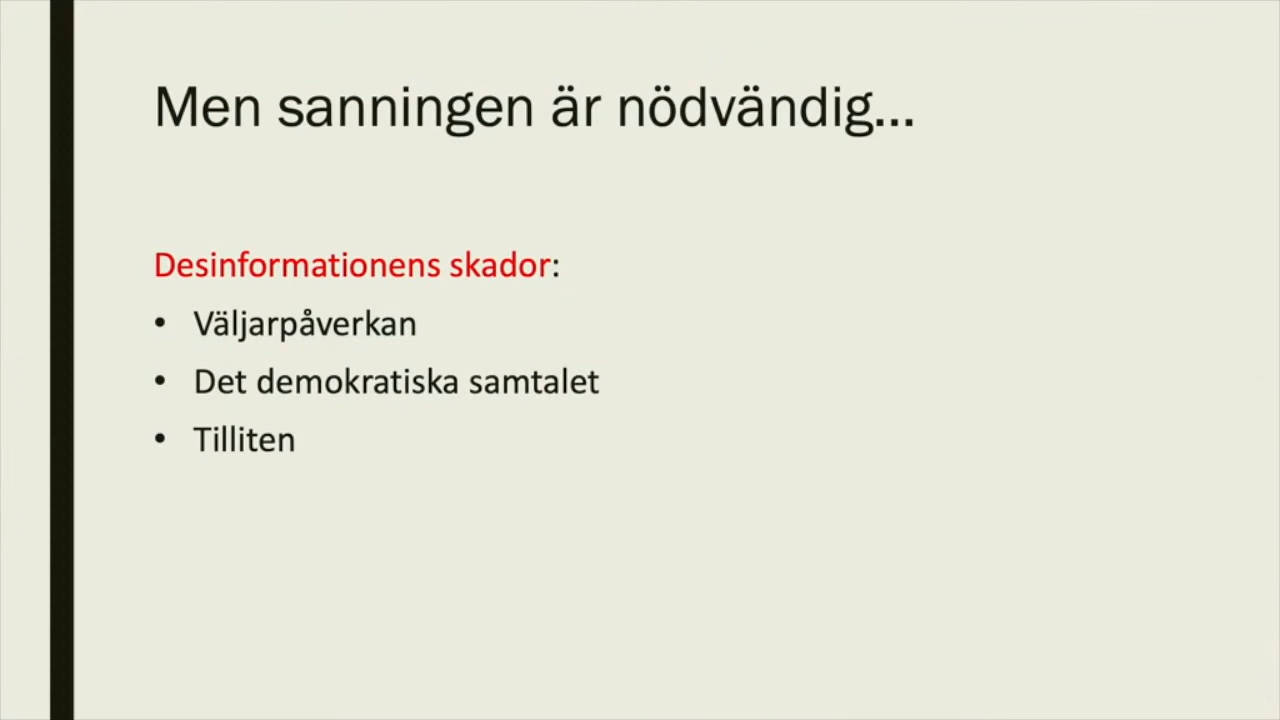 Men sanningen är nödvändig...
Desinformationens skador:
• Väljarpåverkan
• Det demokratiska samtalet
• Tilliten